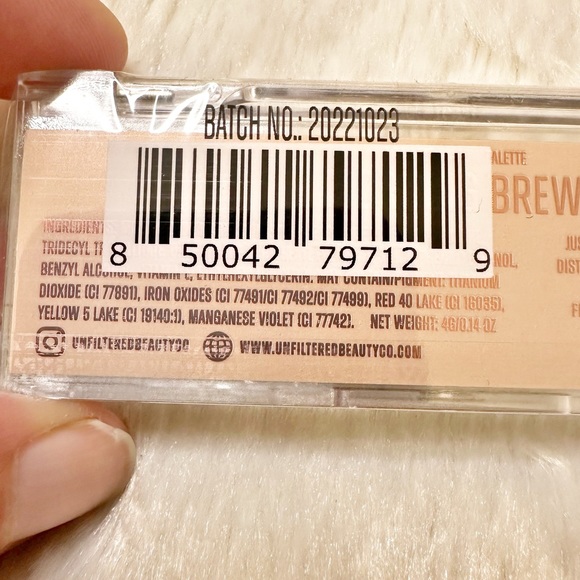 BATCH NO.: 20221023
ALETTE
BREW
INGREDIENT
JUS
TRIDECYL TR
NOL,
DIST
8 50042 79712 9
BENZYL ALCOHOL, VITAMIN E, ETHYLHEXYLGLYCERIN. MAY CONTAIN/PIGMENT: TITANIUM
DIOXIDE (CI 77891), IRON OXIDES (CI 77491/CI 77492/CI 77499), RED 40 LAKE (CI 16035),
F
YELLOW 5 LAKE (CI 19140:1), MANGANESE VIOLET (CI 77742). NET WEIGHT: 4G/0.14 OZ
UNFILTEREDBEAUTYCO WWW.UNFILTEREDBEAUTYCO.COM